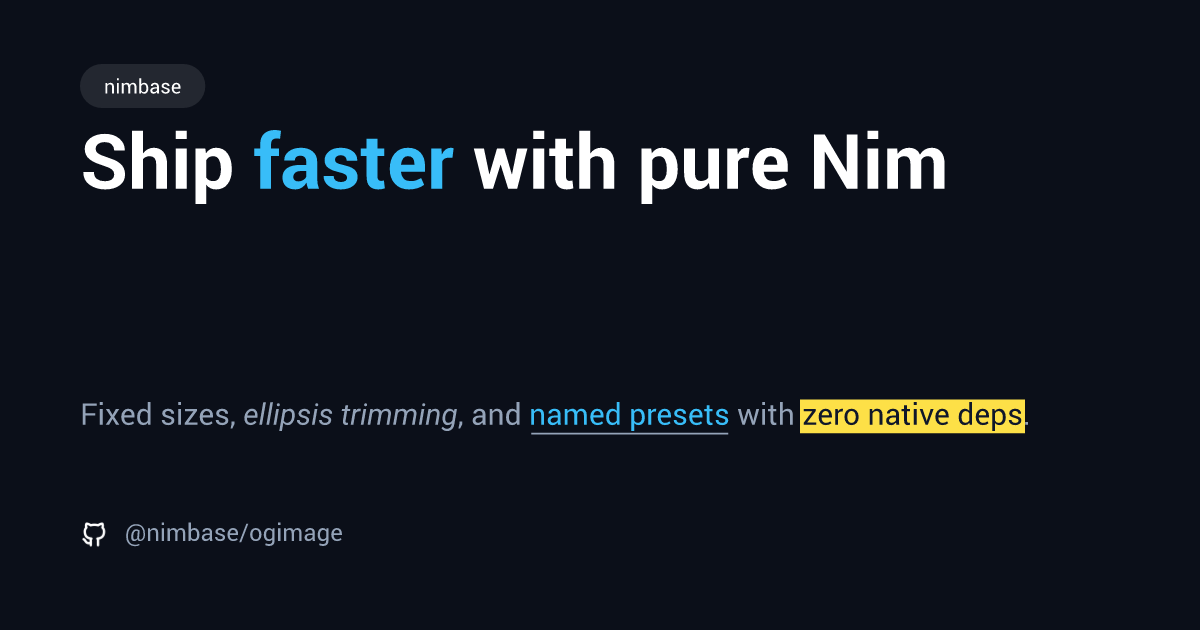 nimbase
Ship faster with pure Nim
Fixed sizes, ellipsis trimming, and named presets with zero native deps.
@nimbase/ogimage